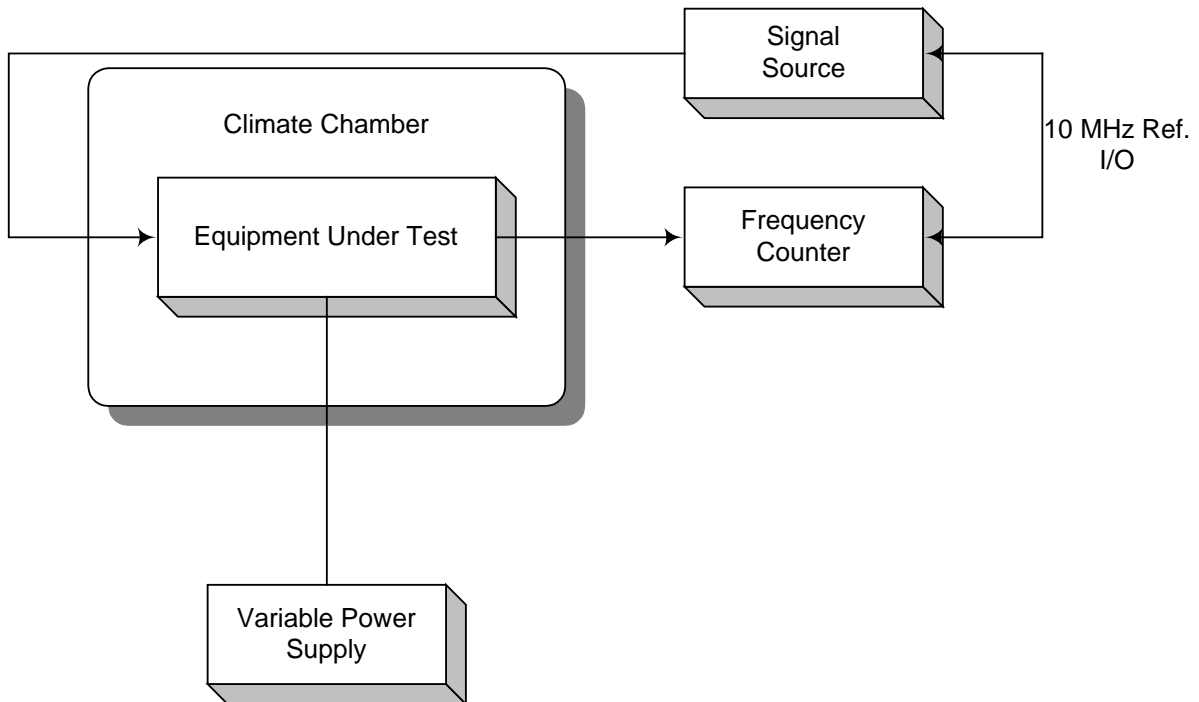 Signal
Source
Climate Chamber
10 MHz Ref.
I/O
Equipment Under Test
Frequency
Counter
Variable Power
Supply